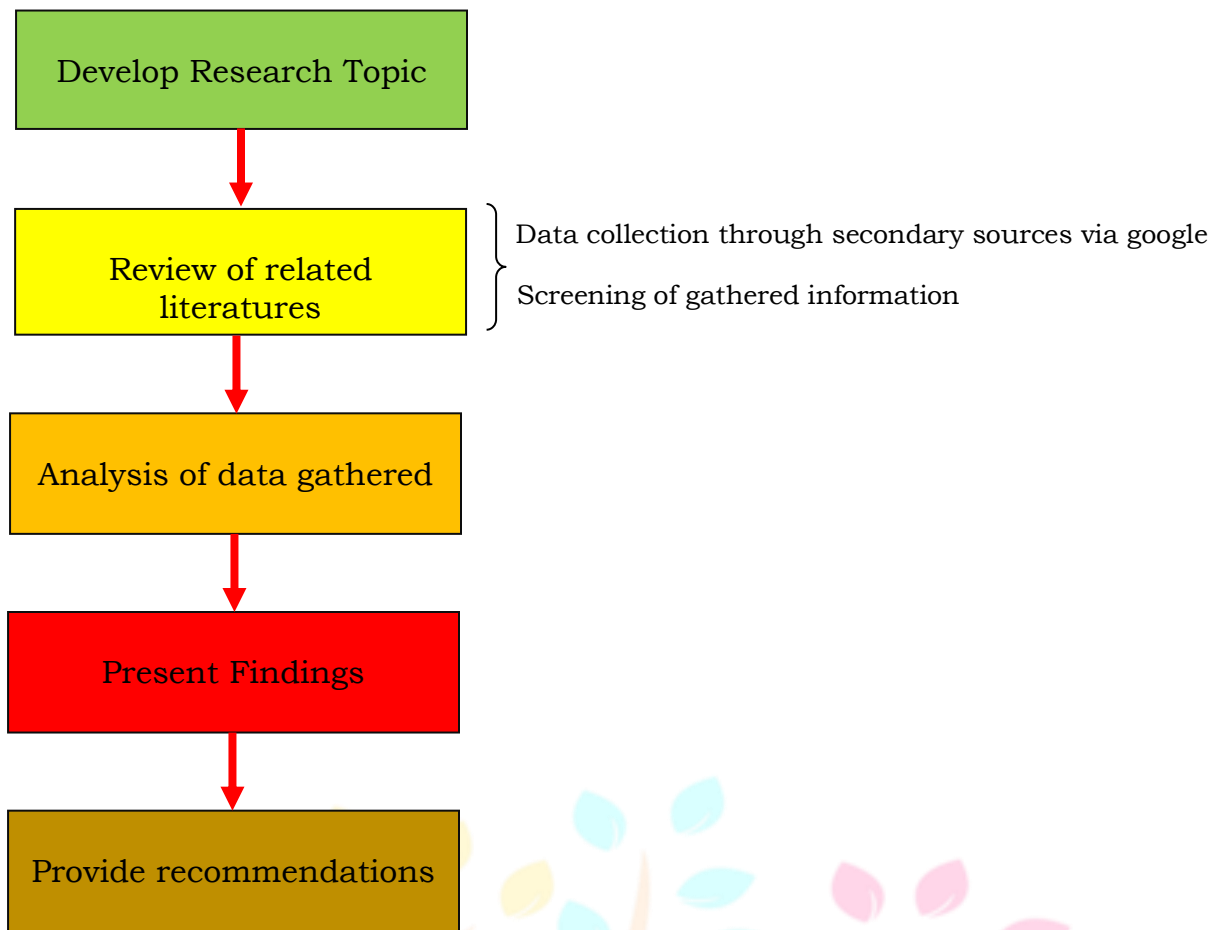 Develop Research Topic
Review of related
literatures
Data collection through secondary sources via google
Screening of gathered information
Analysis of data gathered
Present Findings
Provide recommendations